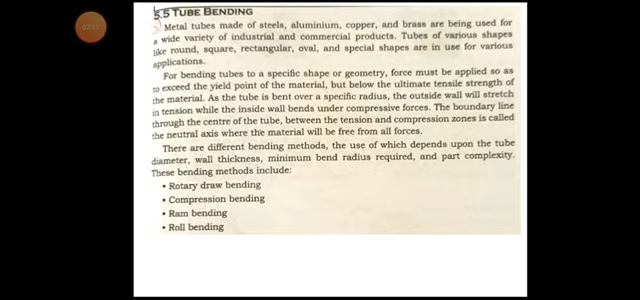 07:11
5.5 TUBE BENDING
Metal tubes made of steels, aluminium, copper, and brass are being used for
a wide variety of industrial and commercial products. Tubes of various shapes
like round, square, rectangular, oval, and special shapes are in use for various
applications.
For bending tubes to a specific shape or geometry, force must be applied so as
to exceed the yield point of the material, but below the ultimate tensile strength of
the material. As the tube is bent over a specific radius, the outside wall will stretch
in tension while the inside wall bends under compressive forces. The boundary line
through the centre of the tube, between the tension and compression zones is called
the neutral axis where the material will be free from all forces.
There are different bending methods, the use of which depends upon the tube
diameter, wall thickness, minimum bend radius required, and part complexity.
These bending methods include:
• Rotary draw bending
• Compression bending
• Ram bending
• Roll bending